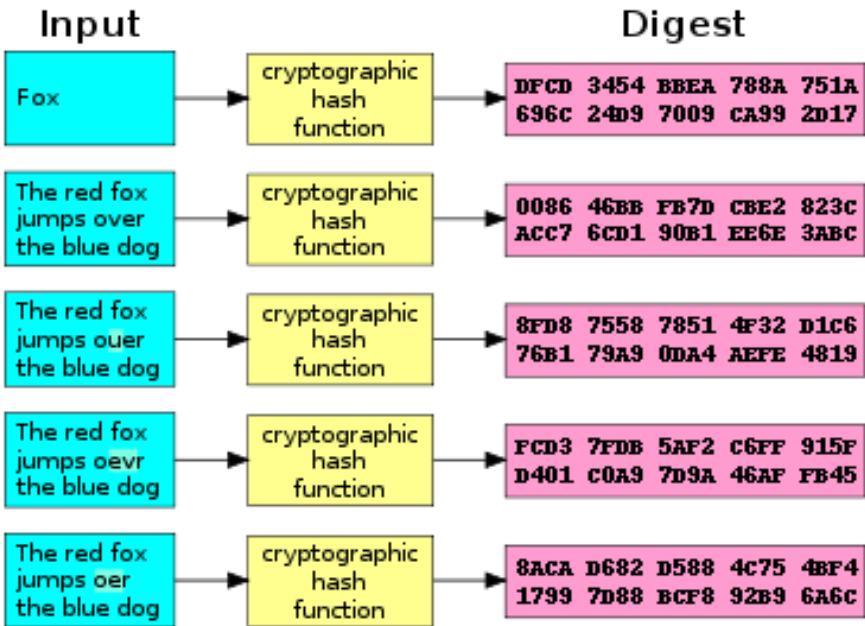 Input
Digest
Fox
cryptographic
hash
function
DFCD 3454 BBEA 788A 751A
696C 24D9 7009 CA99 2D17
The red fox
jumps over
the blue dog
cryptographic
hash
function
0086 46BB FB7D CBE2 823C
ACC7 6CD1 90B1 EE6E 3ABC
The red fox
jumps ouer
the blue dog
cryptographic
hash
function
8FD8 7558 7851 4F32 D1C6
76B1 79A9 0DA4 AEFE 4819
The red fox
jumps oevr
the blue dog
cryptographic
hash
function
FCD3 7FDB 5AF2 C6FF 915F
D401 C0A9 7D9A 46AF FB45
The red fox
jumps oer
the blue dog
cryptographic
hash
function
8ACA D682 D588 4C75 4BF4
1799 7D88 BCF8 92B9 6A6C